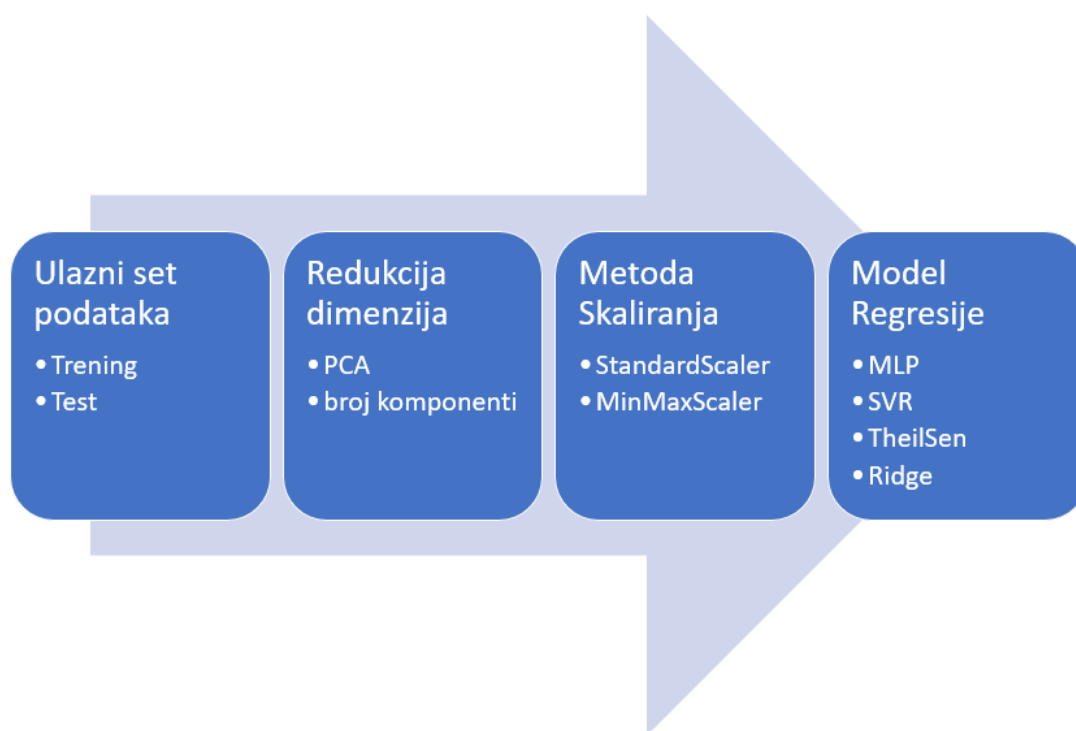 Ulazni set
podataka
• Trening
• Test
Redukcija
dimenzija
• PCA
• broj komponenti
Metoda
Skaliranja
• StandardScaler
• MinMaxScaler
Model
Regresije
• MLP
• SVR
• TheilSen
• Ridge